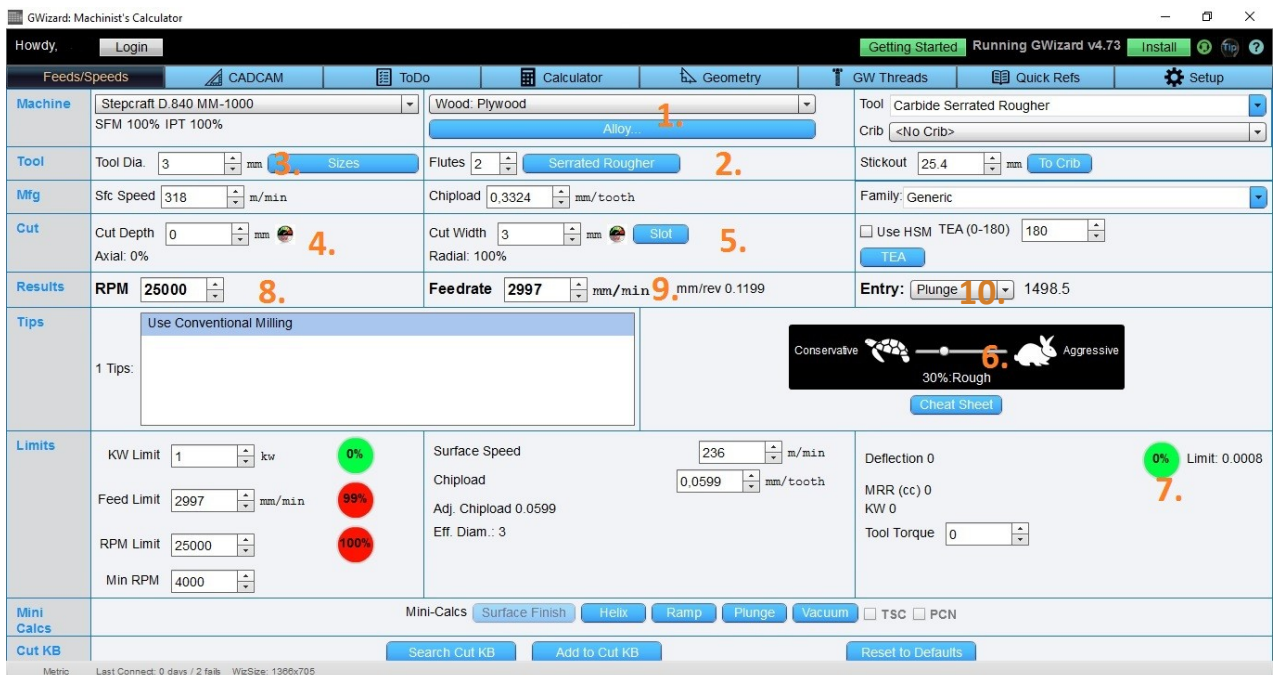 GWizard: Machinist's Calculator
Howdy, Login Getting Started Running GWizard v4.73 Install Tip ?
Feeds/Speeds CADCAM ToDo Calculator Geometry GW Threads Quick Refs Setup
Machine Stepcraft D.840 MM-1000 Wood: Plywood Tool Carbide Serrated Rougher
SFM 100% IPT 100% Alloy... 1. Crib <No Crib>
Tool Tool Dia. 3 mm 3. Sizes Flutes 2 Serrated Rougher 2. Stickout 25.4 mm To Crib
Mfg Sfc Speed 318 m/min Chipload 0,3324 mm/tooth Family: Generic
Cut Cut Depth 0 mm 4. Cut Width 3 mm Slot 5. Use HSM TEA (0-180) 180
Axial: 0% Radial: 100% TEA
Results RPM 25000 8. Feedrate 2997 mm/min 9. mm/rev 0.1199 Entry: Plunge 10. 1498.5
Tips Use Conventional Milling
1 Tips:
Conservative 6. Aggressive
30%:Rough
Cheat Sheet
Limits KW Limit 1 kw 0% Surface Speed 236 m/min Deflection 0 0% Limit: 0.0008
Feed Limit 2997 mm/min 99% Chipload 0,0599 mm/tooth MRR (cc) 0 7.
Adj. Chipload 0.0599 KW 0
RPM Limit 25000 100% Eff. Diam.: 3 Tool Torque 0
Min RPM 4000
Mini Calcs Mini-Calcs Surface Finish Helix Ramp Plunge Vacuum TSC PCN
Cut KB Search Cut KB Add to Cut KB Reset to Defaults
Metric Last Connect: 0 days / 2 fails WizSize: 1366x705